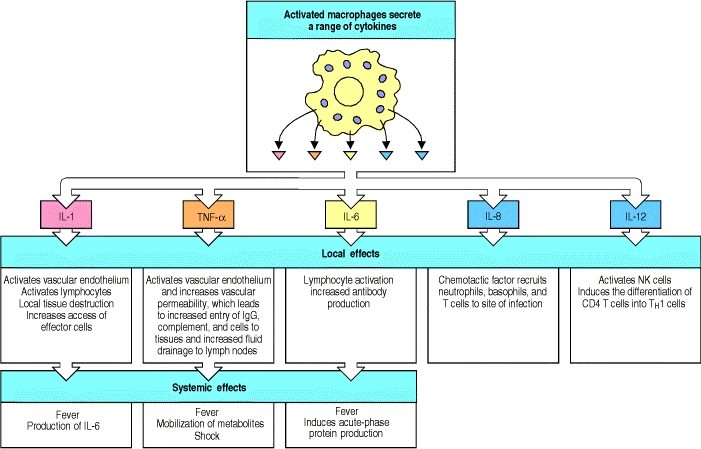 Activated macrophages secrete
a range of cytokines
IL-1
TNF-α
IL-6
IL-8
IL-12
Local effects
Activates vascular endothelium
Activates lymphocytes
Local tissue destruction
Increases access of
effector cells
Activates vascular endothelium
and increases vascular
permeability, which leads
to increased entry of IgG,
complement, and cells to
tissues and increased fluid
drainage to lymph nodes
Lymphocyte activation
increased antibody
production
Chemotactic factor recruits
neutrophils, basophils, and
T cells to site of infection
Activates NK cells
Induces the differentiation of
CD4 T cells into TH1 cells
Systemic effects
Fever
Production of IL-6
Fever
Mobilization of metabolites
Shock
Fever
Induces acute-phase
protein production